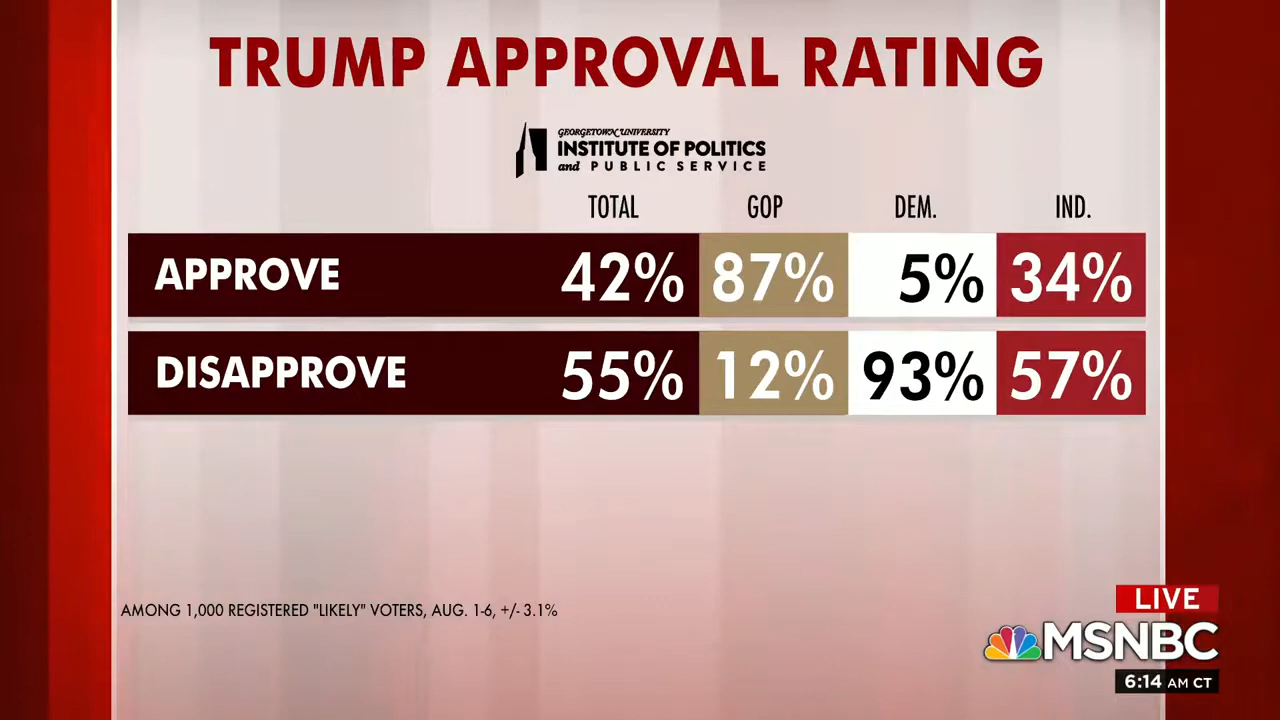 TRUMP APPROVAL RATING
GEORGETOWN UNIVERSITY
INSTITUTE OF POLITICS
and PUBLIC SERVICE
TOTAL GOP DEM. IND.
APPROVE 42% 87% 5% 34%
DISAPPROVE 55% 12% 93% 57%
AMONG 1,000 REGISTERED "LIKELY" VOTERS, AUG. 1-6, +/- 3.1%
LIVE
MSNBC
6:14 AM CT